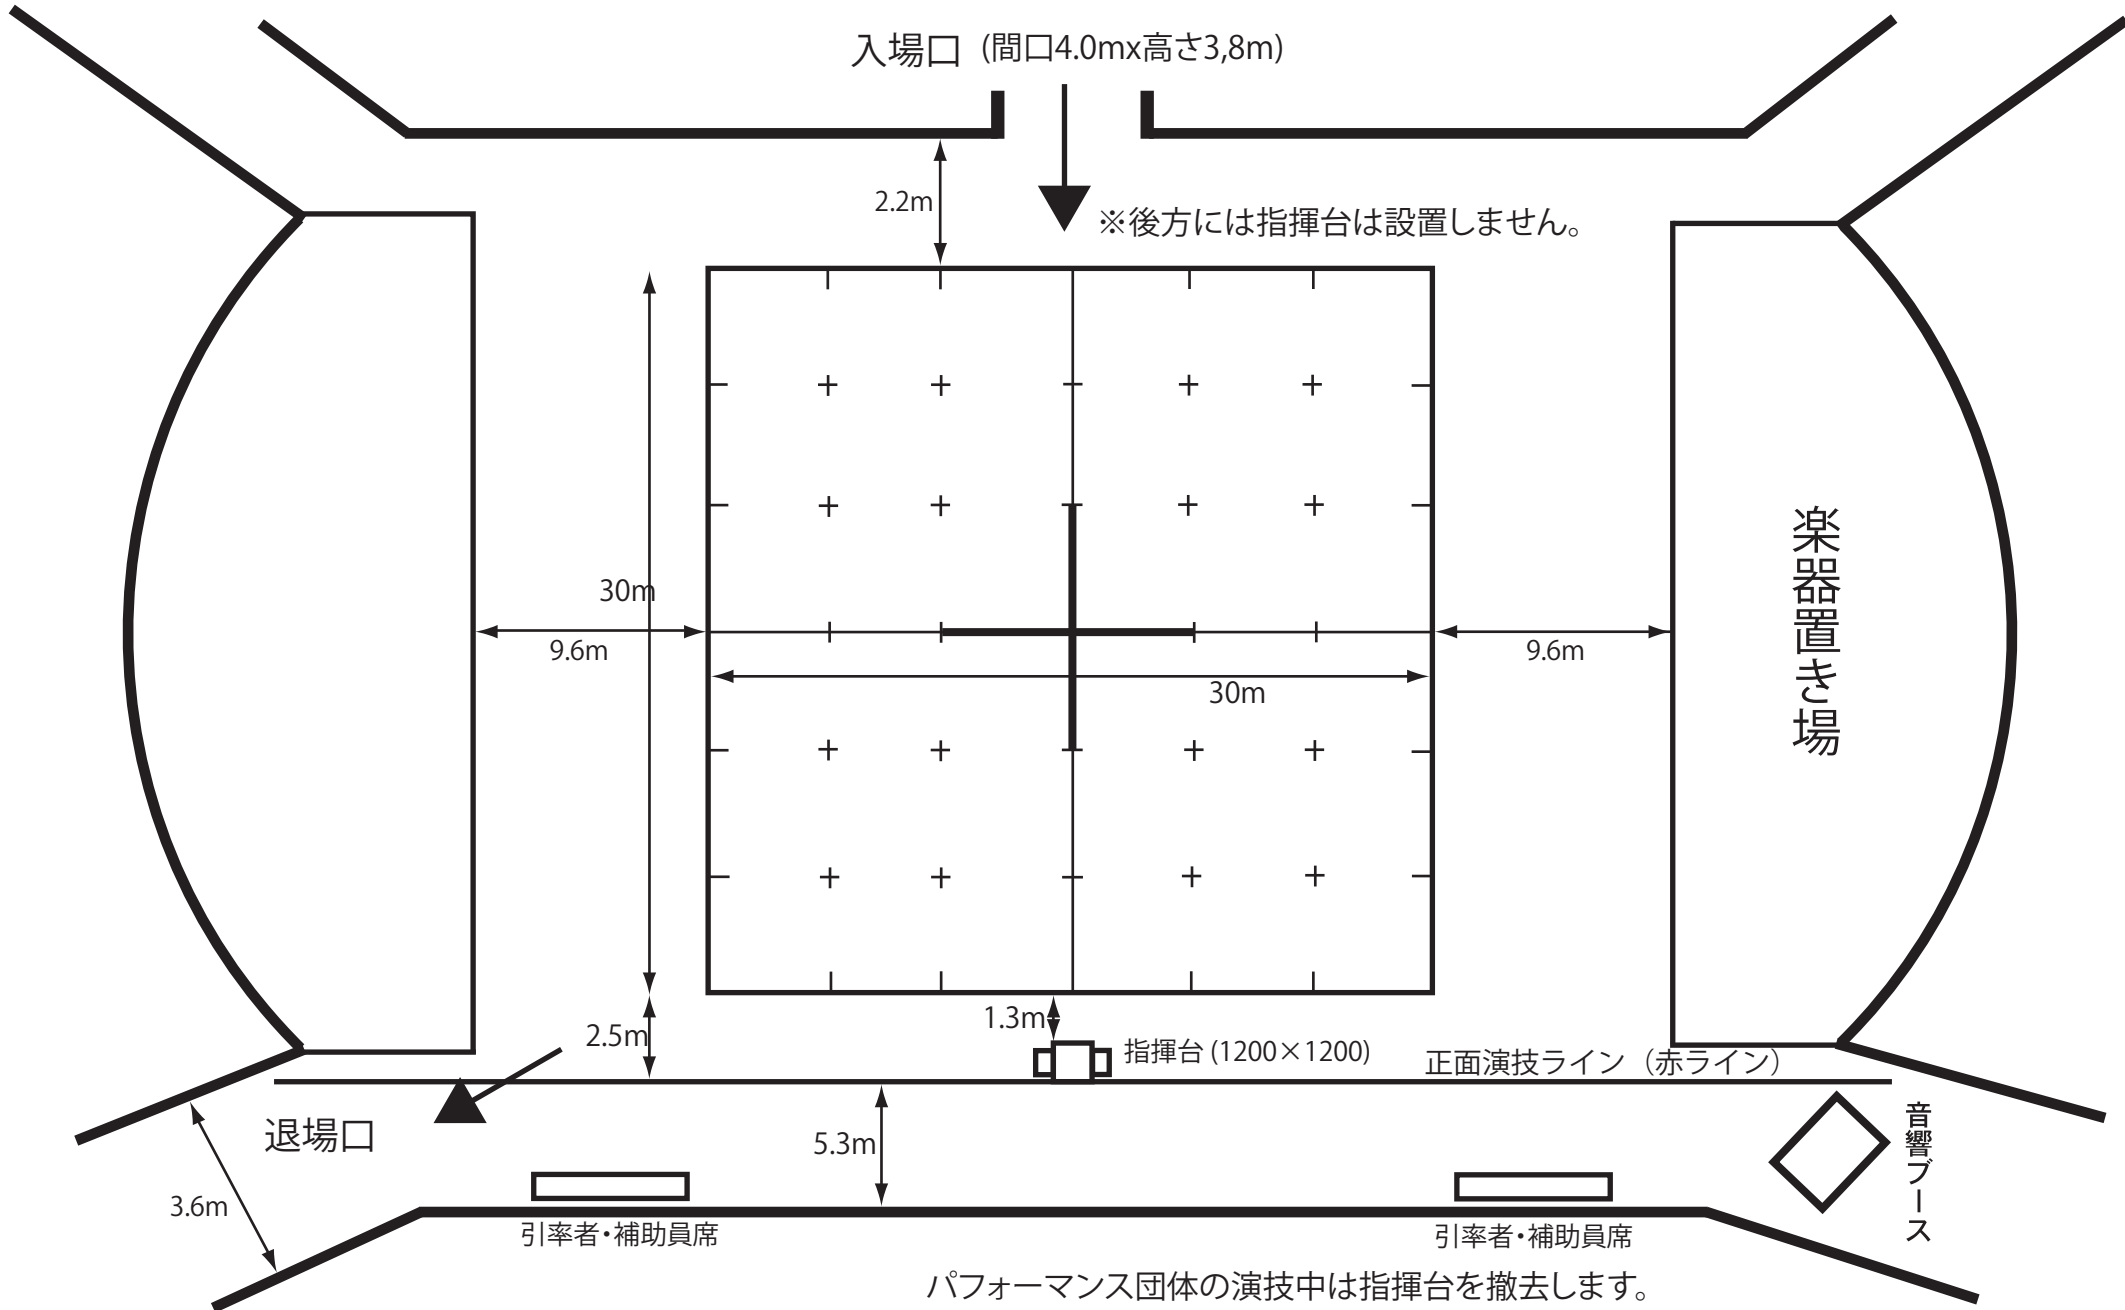 入場口 (間口4.0mx高さ3,8m)
2.2m
※後方には指揮台は設置しません。
30m
9.6m
9.6m
30m
楽器置き場
1.3m
2.5m
指揮台 (1200×1200)
正面演技ライン（赤ライン）
退場口
5.3m
音響ブース
3.6m
引率者・補助員席
引率者・補助員席
パフォーマンス団体の演技中は指揮台を撤去します。